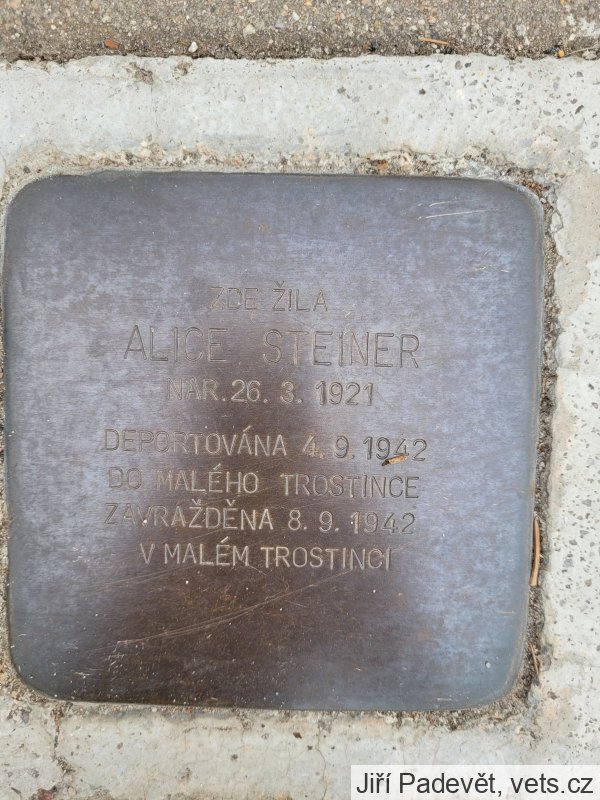 ZDE ŽILA
ALICE STEINER
NAR. 26. 3. 1921
DEPORTOVÁNA 4. 9. 1942
DO MALÉHO TROSTINCE
ZAVRAŽDĚNA 8. 9. 1942
V MALÉM TROSTINCI
Jiří Padevět, vets.cz